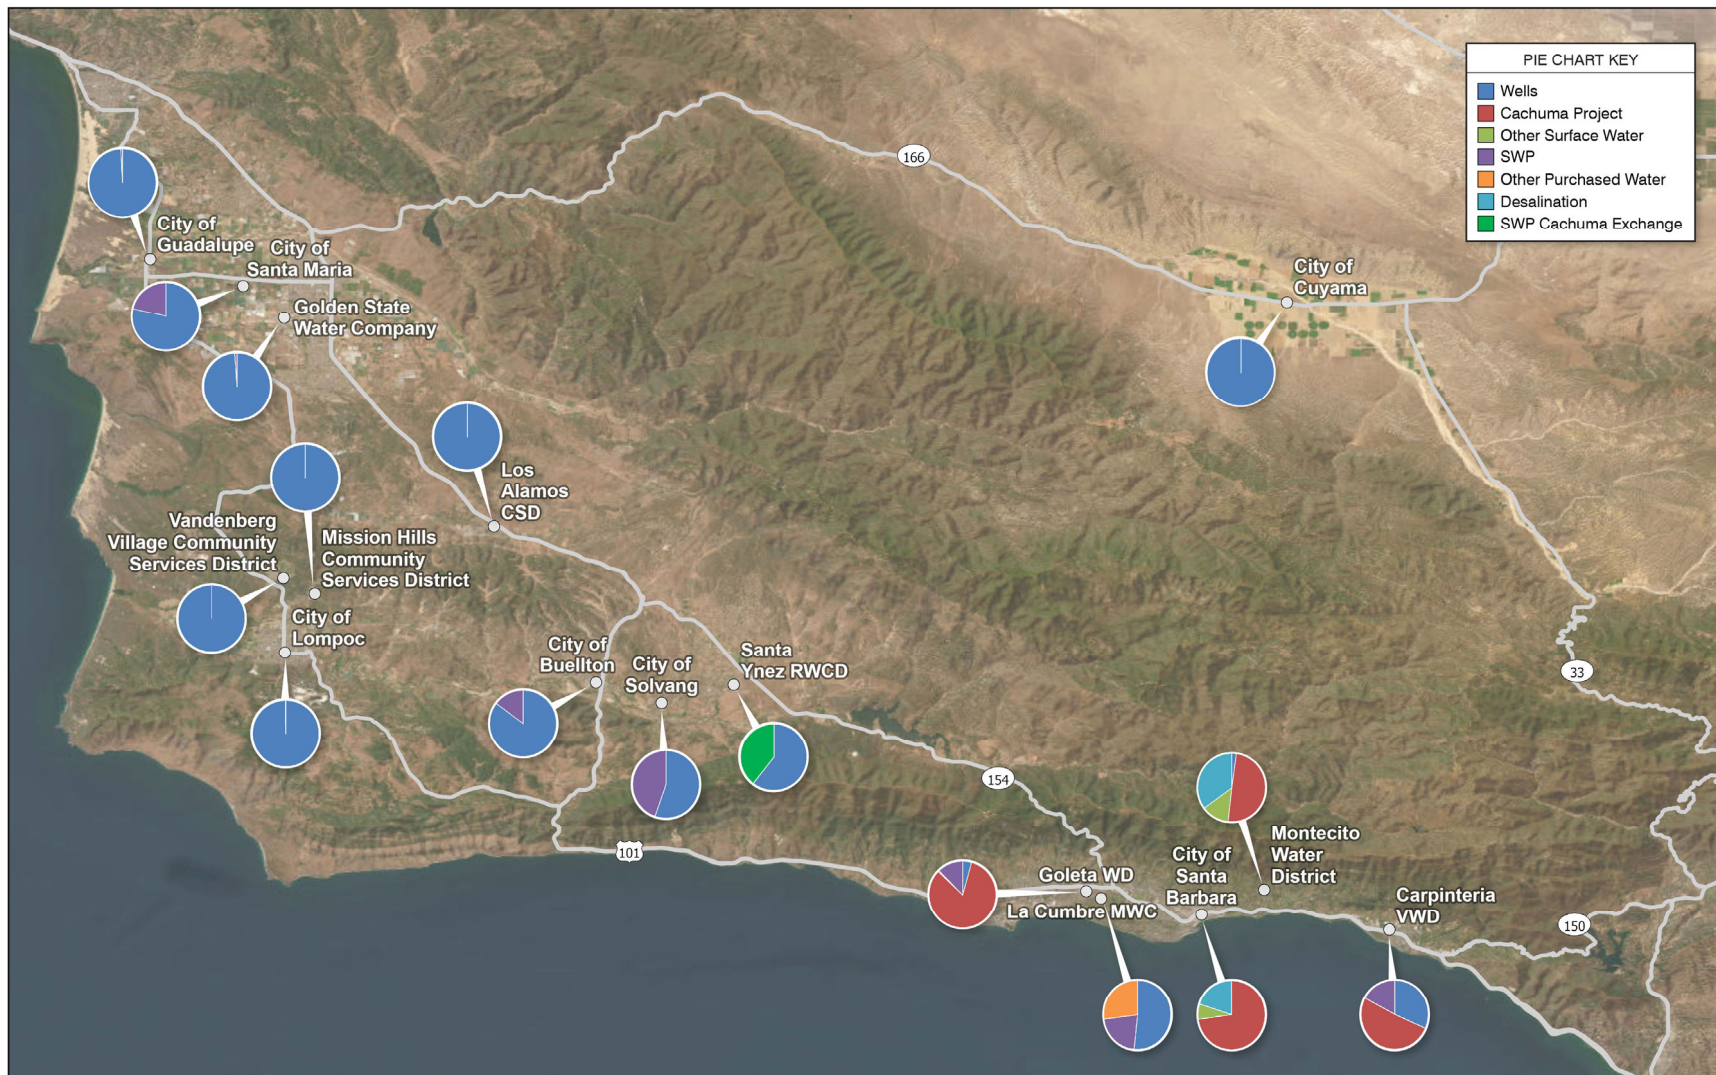 PIE CHART KEY
Wells
Cachuma Project
Other Surface Water
SWP
Other Purchased Water
Desalination
SWP Cachuma Exchange
166
City of
Guadalupe
City of
Santa Maria
Golden State
Water Company
City of
Cuyama
Los
Alamos
CSD
Vandenberg
Village Community
Services District
Mission Hills
Community
Services District
City of
Lompoc
City of
Buellton
City of
Solvang
Santa
Ynez RWCD
33
154
101
Goleta WD
La Cumbre MWC
City of
Santa
Barbara
Montecito
Water
District
Carpinteria
VWD
150